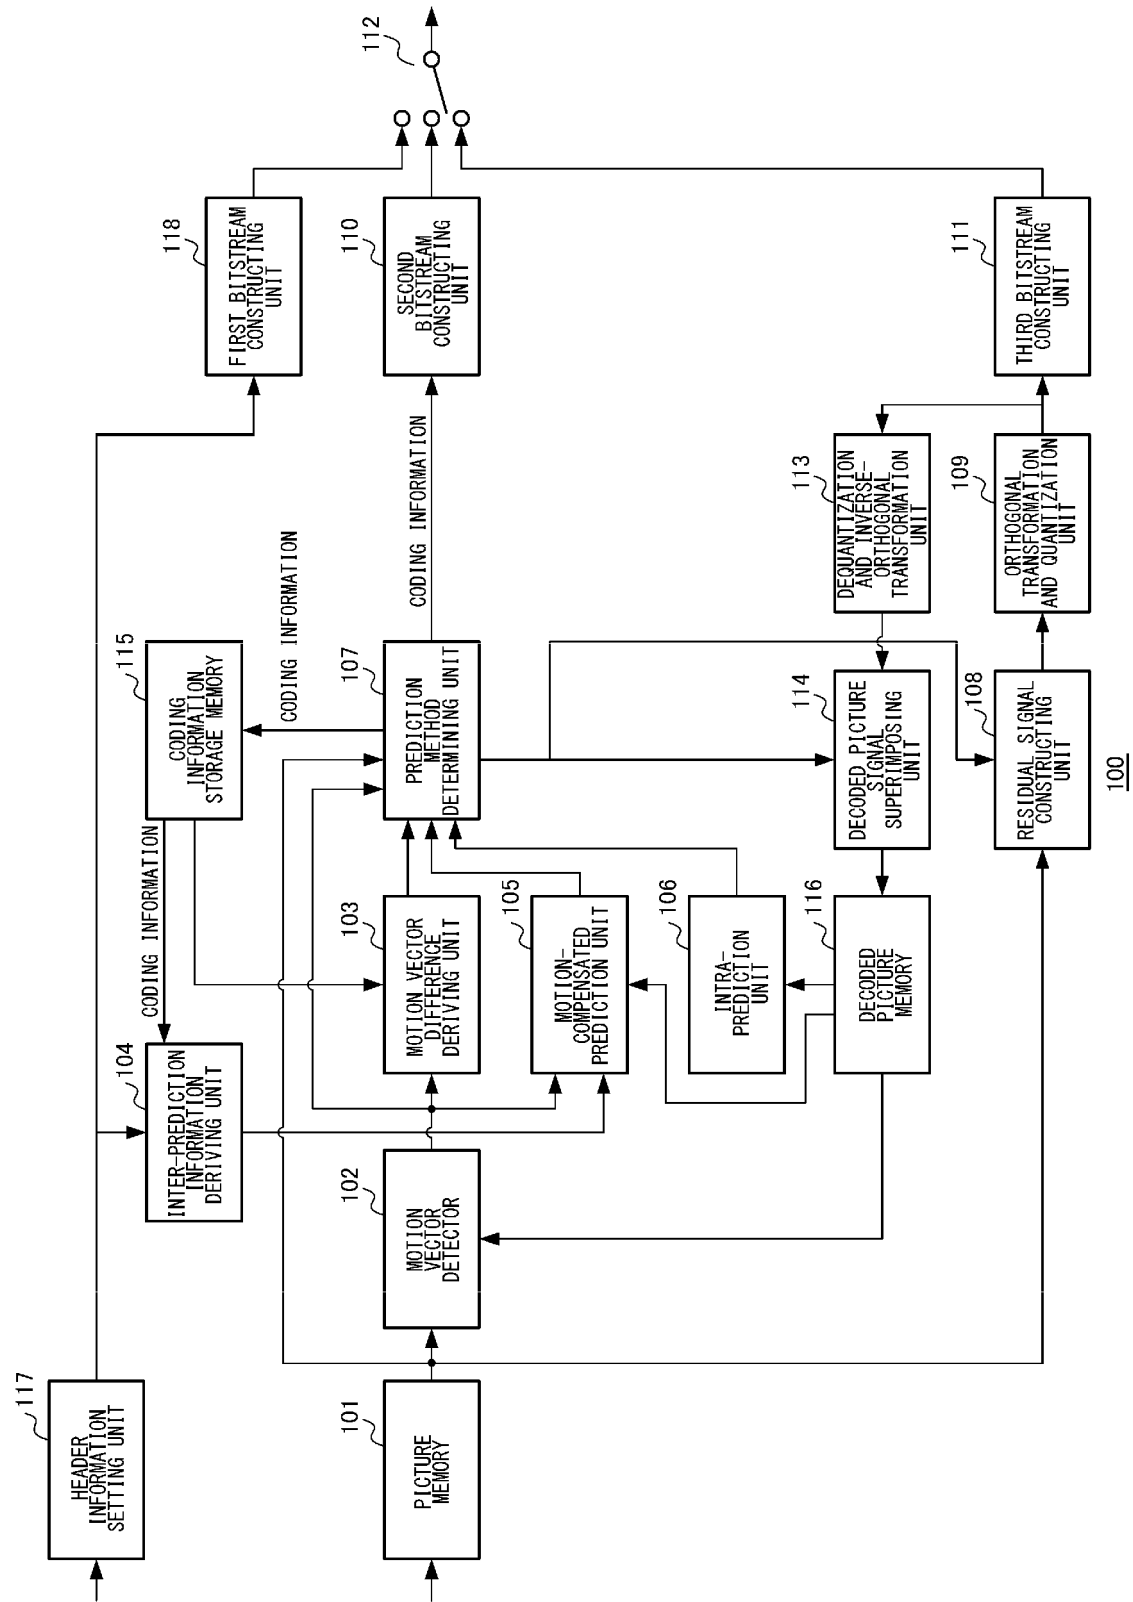 117
HEADER
INFORMATION
SETTING UNIT
101
PICTURE
MEMORY
104
INTER-PREDICTION
INFORMATION
DERIVING UNIT
102
MOTION
VECTOR
DETECTOR
CODING INFORMATION
115
CODING
INFORMATION
STORAGE MEMORY
103
MOTION VECTOR
DIFFERENCE
DERIVING UNIT
105
MOTION-
COMPENSATED
PREDICTION UNIT
106
INTRA-
PREDICTION
UNIT
116
DECODED
PICTURE
MEMORY
CODING INFORMATION
107
PREDICTION
METHOD
DETERMINING UNIT
CODING INFORMATION
114
DECODED PICTURE
SIGNAL
SUPERIMPOSING
UNIT
108
RESIDUAL SIGNAL
CONSTRUCTING
UNIT
113
DEQUANTIZATION
AND INVERSE-
ORTHOGONAL
TRANSFORMATION
UNIT
109
ORTHOGONAL
TRANSFORMATION
AND QUANTIZATION
UNIT
118
FIRST BITSTREAM
CONSTRUCTING
UNIT
110
SECOND
BITSTREAM
CONSTRUCTING
UNIT
111
THIRD BITSTREAM
CONSTRUCTING
UNIT
112
100